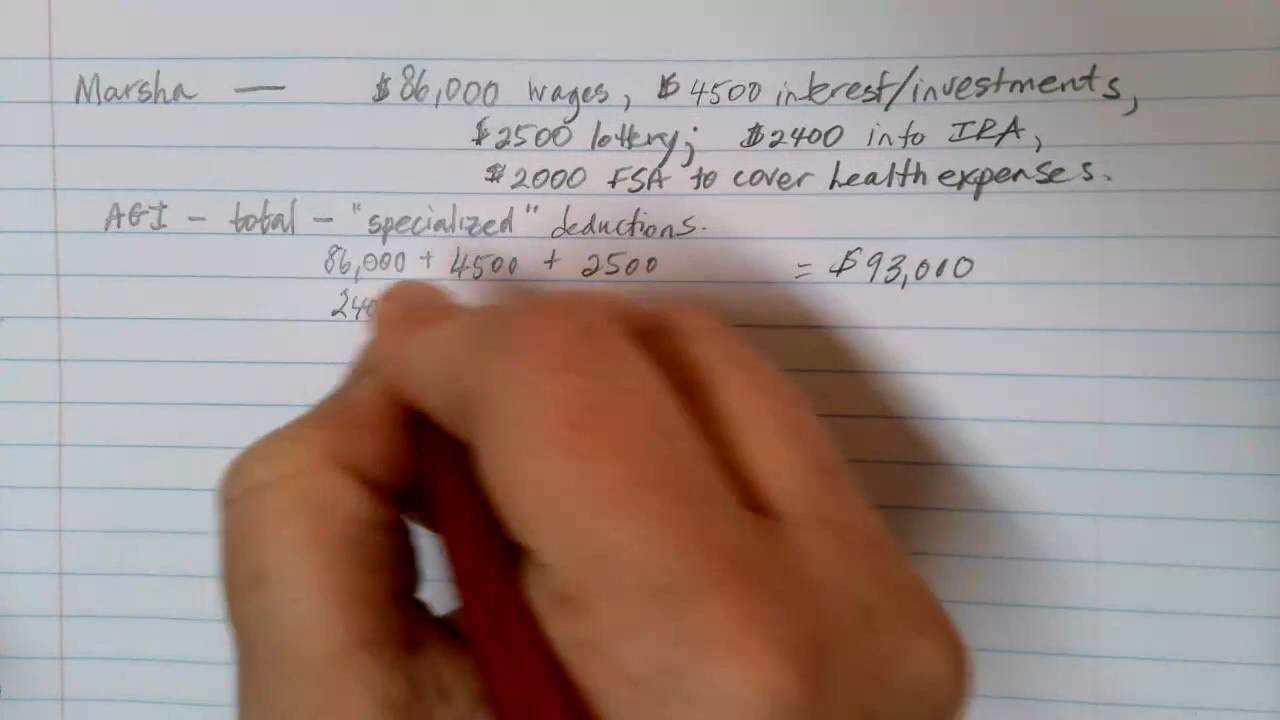 Marsha — $86,000 wages, $4500 interest/investments,
$2500 lottery; $2400 into IRA,
$2000 FSA to cover health expenses.
AGI - total - "specialized" deductions.
86,000 + 4500 + 2500 = $93,000
240